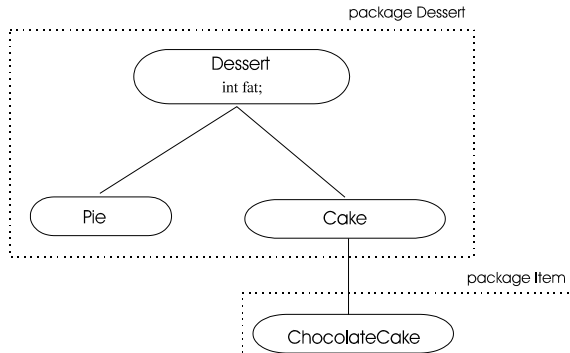 package Dessert
Dessert
int fat;
Pie
Cake
package Item
ChocolateCake